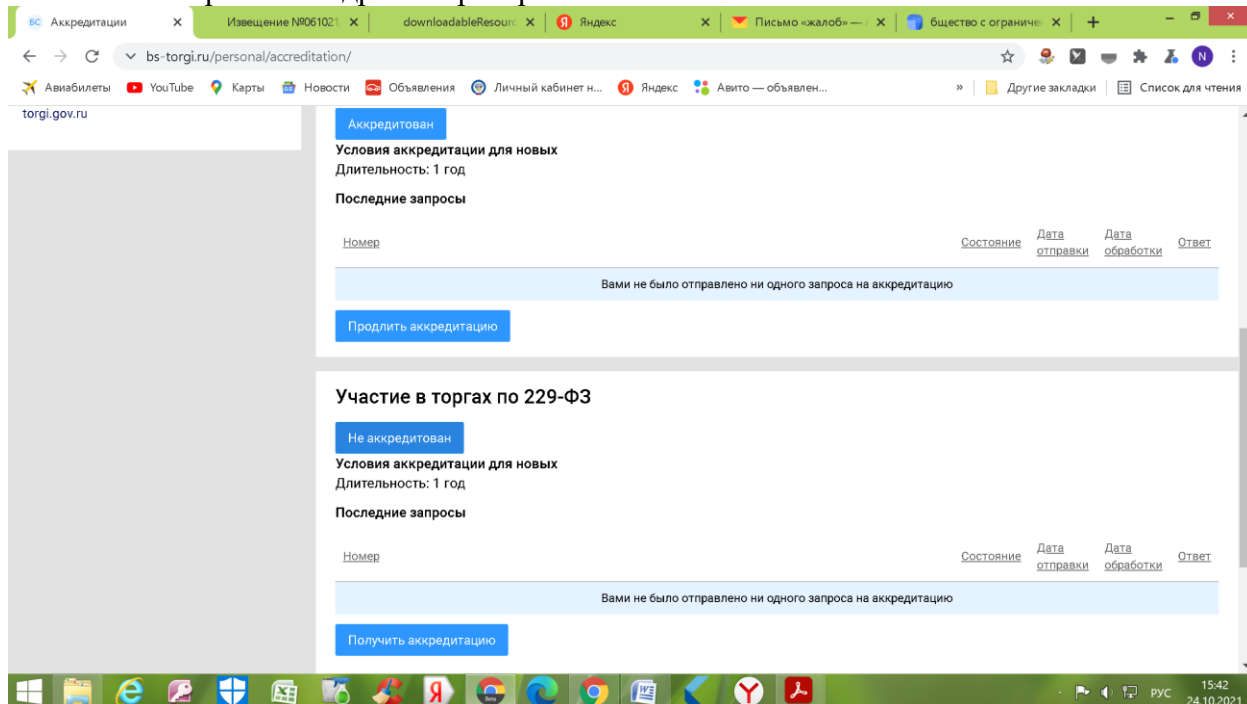 Аккредитации
Извещение №061021
downloadableResourc
Яндекс
Письмо «жалоб» —
бщество с ограниче
bs-torgi.ru/personal/accreditation/
N
Авиабилеты
YouTube
Карты
Новости
Объявления
Личный кабинет н...
Яндекс
Авито — объявлен...
»
Другие закладки
Список для чтения
torgi.gov.ru
Аккредитован
Условия аккредитации для новых
Длительность: 1 год
Последние запросы
Номер
Состояние
Дата отправки
Дата обработки
Ответ
Вами не было отправлено ни одного запроса на аккредитацию
Продлить аккредитацию
Участие в торгах по 229-ФЗ
Не аккредитован
Условия аккредитации для новых
Длительность: 1 год
Последние запросы
Номер
Состояние
Дата отправки
Дата обработки
Ответ
Вами не было отправлено ни одного запроса на аккредитацию
Получить аккредитацию
РУС
15:42
24.10.2021